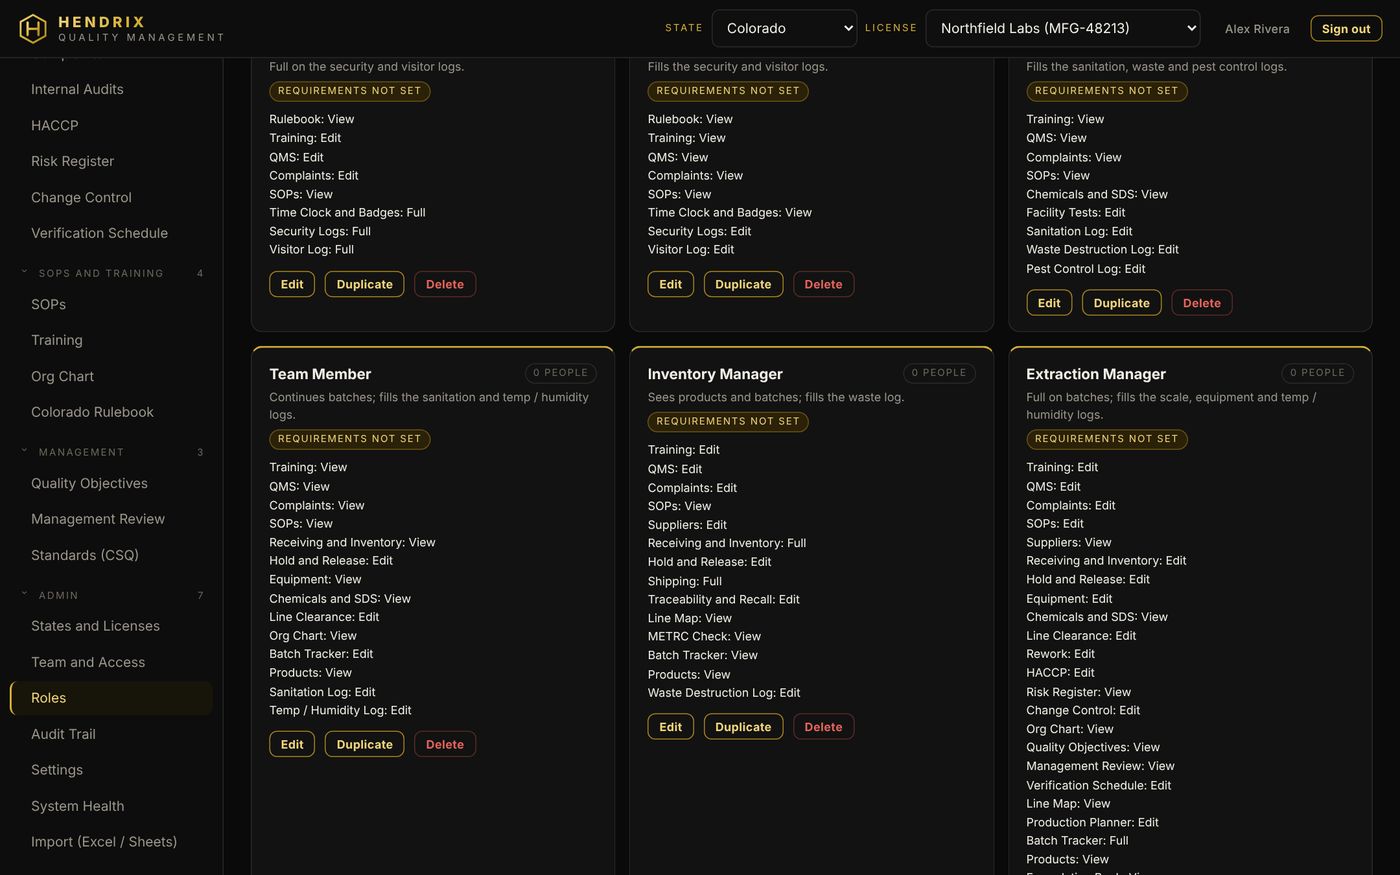 HENDRIX
QUALITY MANAGEMENT
STATE
Colorado
LICENSE
Northfield Labs (MFG-48213)
Alex Rivera
Sign out
Internal Audits
HACCP
Risk Register
Change Control
Verification Schedule
SOPS AND TRAINING 4
SOPs
Training
Org Chart
Colorado Rulebook
MANAGEMENT 3
Quality Objectives
Management Review
Standards (CSQ)
ADMIN 7
States and Licenses
Team and Access
Roles
Audit Trail
Settings
System Health
Import (Excel / Sheets)
Full on the security and visitor logs.
REQUIREMENTS NOT SET
Rulebook: View
Training: Edit
QMS: Edit
Complaints: Edit
SOPs: View
Time Clock and Badges: Full
Security Logs: Full
Visitor Log: Full
Edit Duplicate Delete
Fills the security and visitor logs.
REQUIREMENTS NOT SET
Rulebook: View
Training: View
QMS: View
Complaints: View
SOPs: View
Time Clock and Badges: View
Security Logs: Edit
Visitor Log: Edit
Edit Duplicate Delete
Fills the sanitation, waste and pest control logs.
REQUIREMENTS NOT SET
Training: View
QMS: View
Complaints: View
SOPs: View
Chemicals and SDS: View
Facility Tests: Edit
Sanitation Log: Edit
Waste Destruction Log: Edit
Pest Control Log: Edit
Edit Duplicate Delete
Team Member 0 PEOPLE
Continues batches; fills the sanitation and temp / humidity
logs.
REQUIREMENTS NOT SET
Training: View
QMS: View
Complaints: View
SOPs: View
Receiving and Inventory: View
Hold and Release: Edit
Equipment: View
Chemicals and SDS: View
Line Clearance: Edit
Org Chart: View
Batch Tracker: Edit
Products: View
Sanitation Log: Edit
Temp / Humidity Log: Edit
Edit Duplicate Delete
Inventory Manager 0 PEOPLE
Sees products and batches; fills the waste log.
REQUIREMENTS NOT SET
Training: Edit
QMS: Edit
Complaints: Edit
SOPs: View
Suppliers: Edit
Receiving and Inventory: Full
Hold and Release: Edit
Shipping: Full
Traceability and Recall: Edit
Line Map: View
METRC Check: View
Batch Tracker: View
Products: View
Waste Destruction Log: Edit
Edit Duplicate Delete
Extraction Manager 0 PEOPLE
Full on batches; fills the scale, equipment and temp /
humidity logs.
REQUIREMENTS NOT SET
Training: Edit
QMS: Edit
Complaints: Edit
SOPs: Edit
Suppliers: View
Receiving and Inventory: Edit
Hold and Release: Edit
Equipment: Edit
Chemicals and SDS: View
Line Clearance: Edit
Rework: Edit
HACCP: Edit
Risk Register: View
Change Control: Edit
Org Chart: View
Quality Objectives: View
Management Review: View
Verification Schedule: Edit
Line Map: View
Production Planner: Edit
Batch Tracker: Full
Products: View